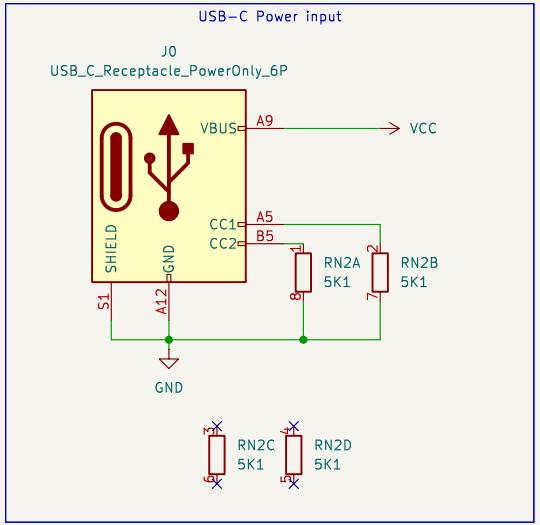 USB-C Power input
J0
USB_C_Receptacle_PowerOnly_6P
VBUS
A9
VCC
CC1
A5
CC2
B5
SHIELD
GND
S1
A12
1
RN2A
5K1
8
2
RN2B
5K1
7
GND
3
RN2C
5K1
6
4
RN2D
5K1
5